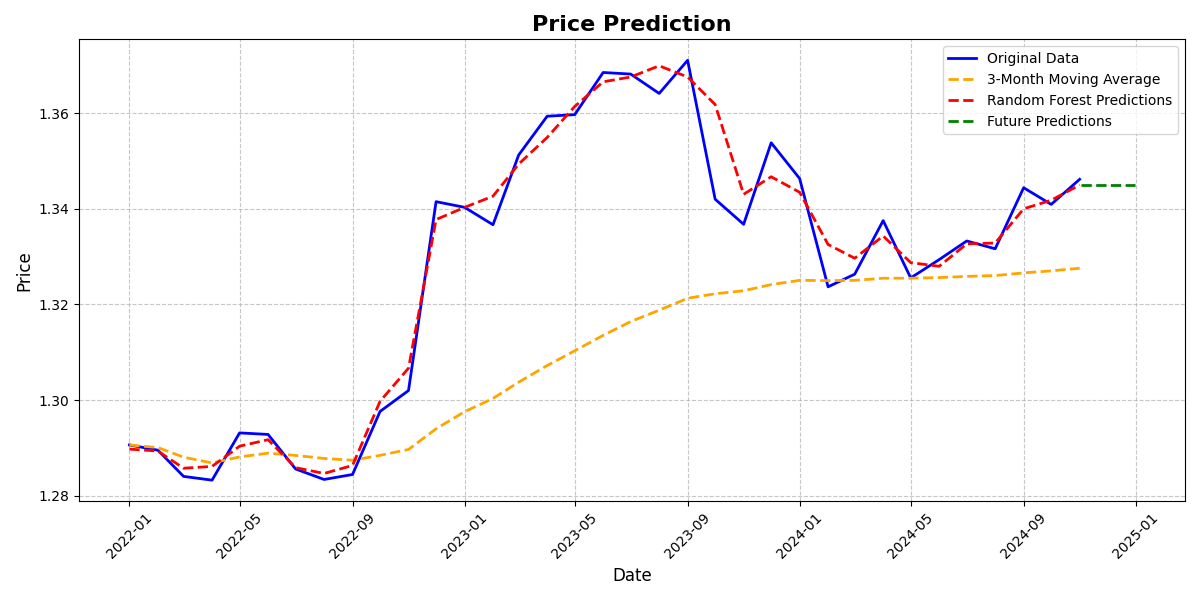 Price Prediction
Original Data
3-Month Moving Average
Random Forest Predictions
Future Predictions
Price
1.36
1.34
1.32
1.30
1.28
2022-01
2022-05
2022-09
2023-01
2023-05
2023-09
2024-01
2024-05
2024-09
2025-01
Date